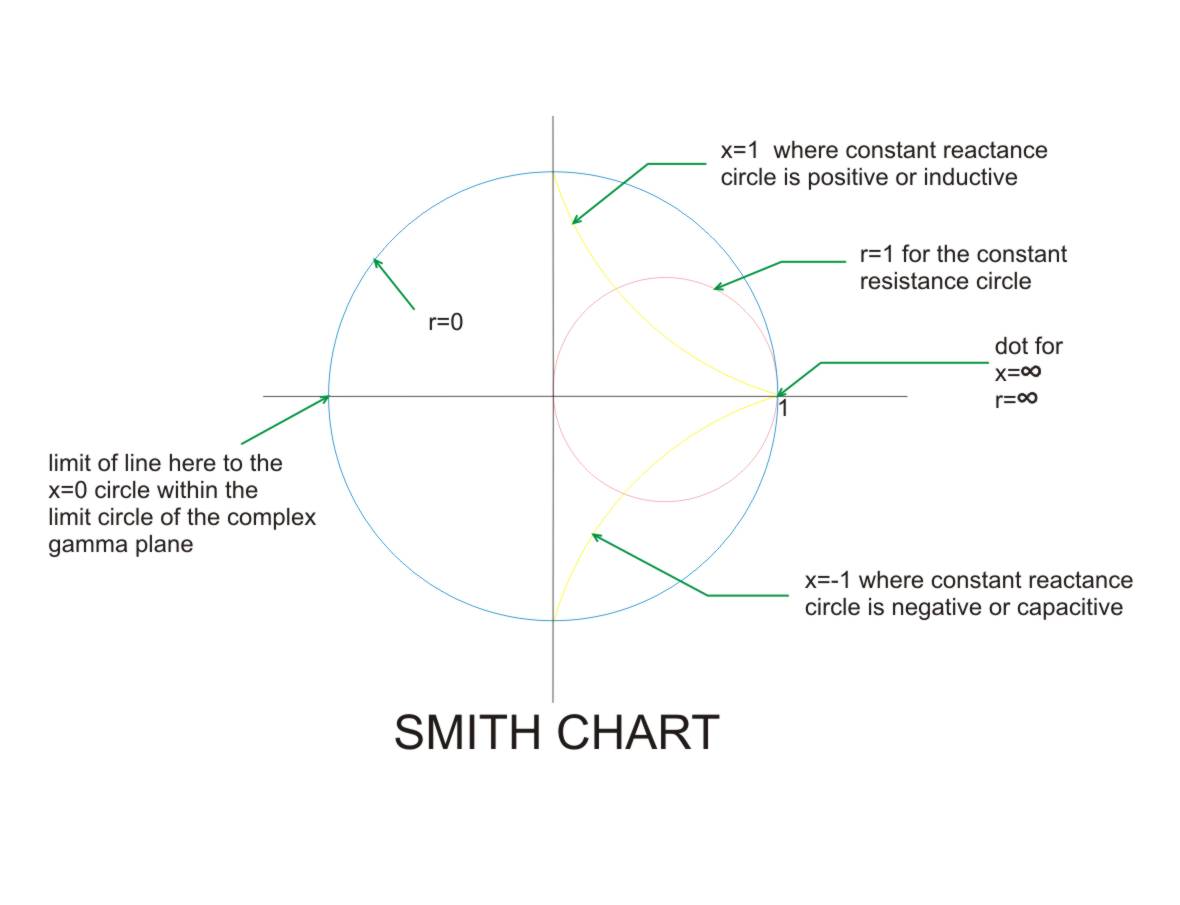 x=1  where constant reactance
circle is positive or inductive
r=1 for the constant
resistance circle
r=0
dot for
x=∞
r=∞
1
limit of line here to the
x=0 circle within the
limit circle of the complex
gamma plane
x=-1 where constant reactance
circle is negative or capacitive
SMITH CHART